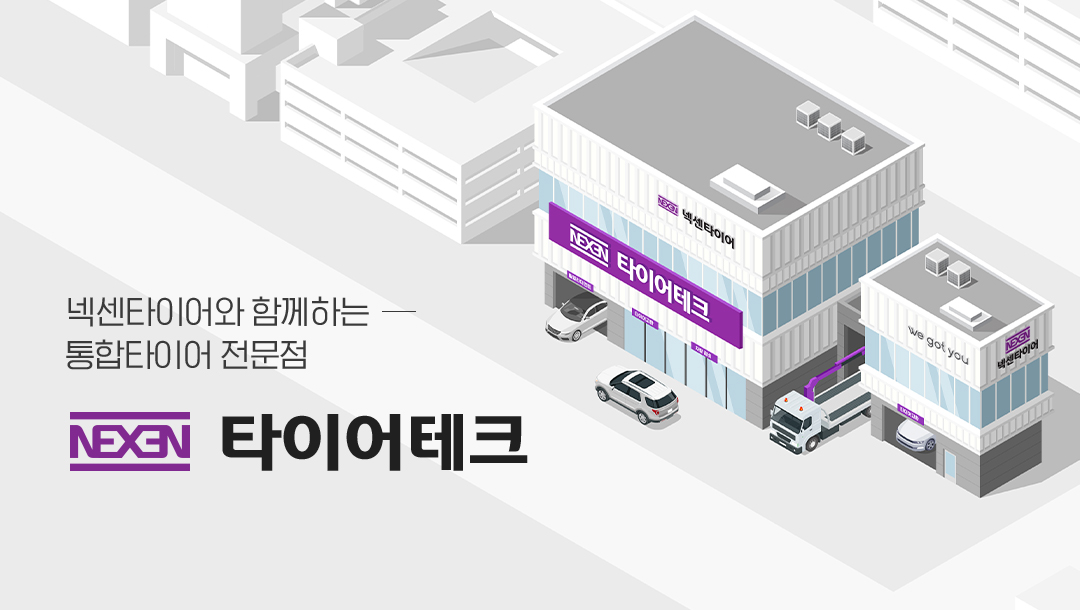 넥센타이어와 함께하는 —
통합타이어 전문점
NEXEN 타이어테크
NEXEN 넥센타이어
NEXEN 타이어테크
we got you
NEXEN
넥센타이어